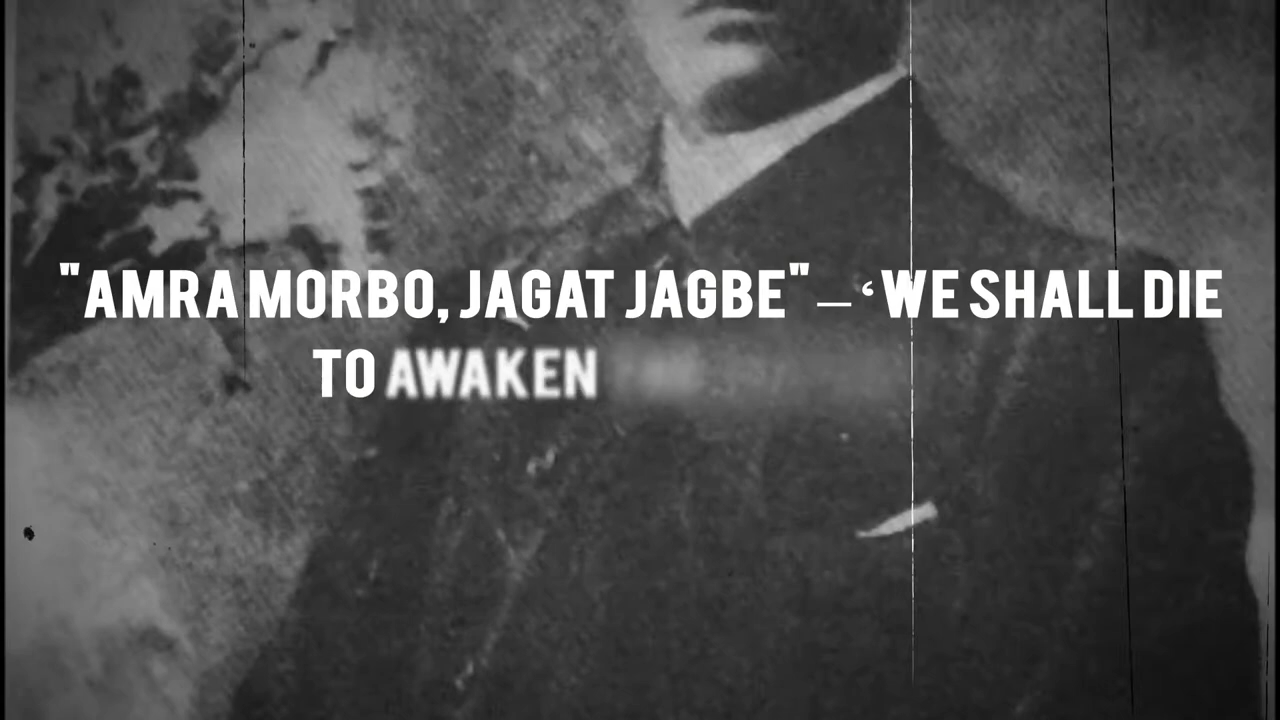 "AMRA MORBO, JAGAT JAGBE" – ‘WE SHALL DIE
TO AWAKEN